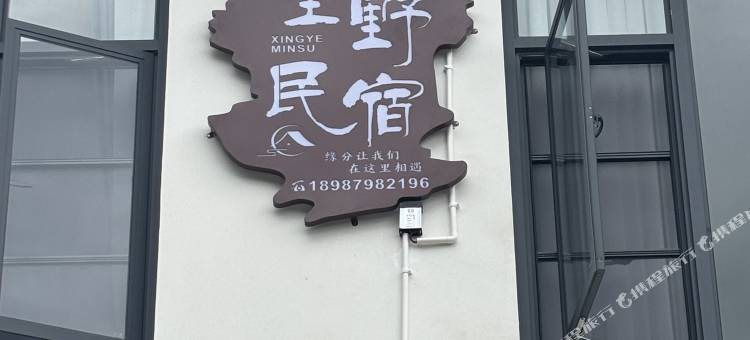 野
XINGYE
MINSU
民宿
缘分让我们
在这里相遇
18987982196
携程旅行
携程旅行